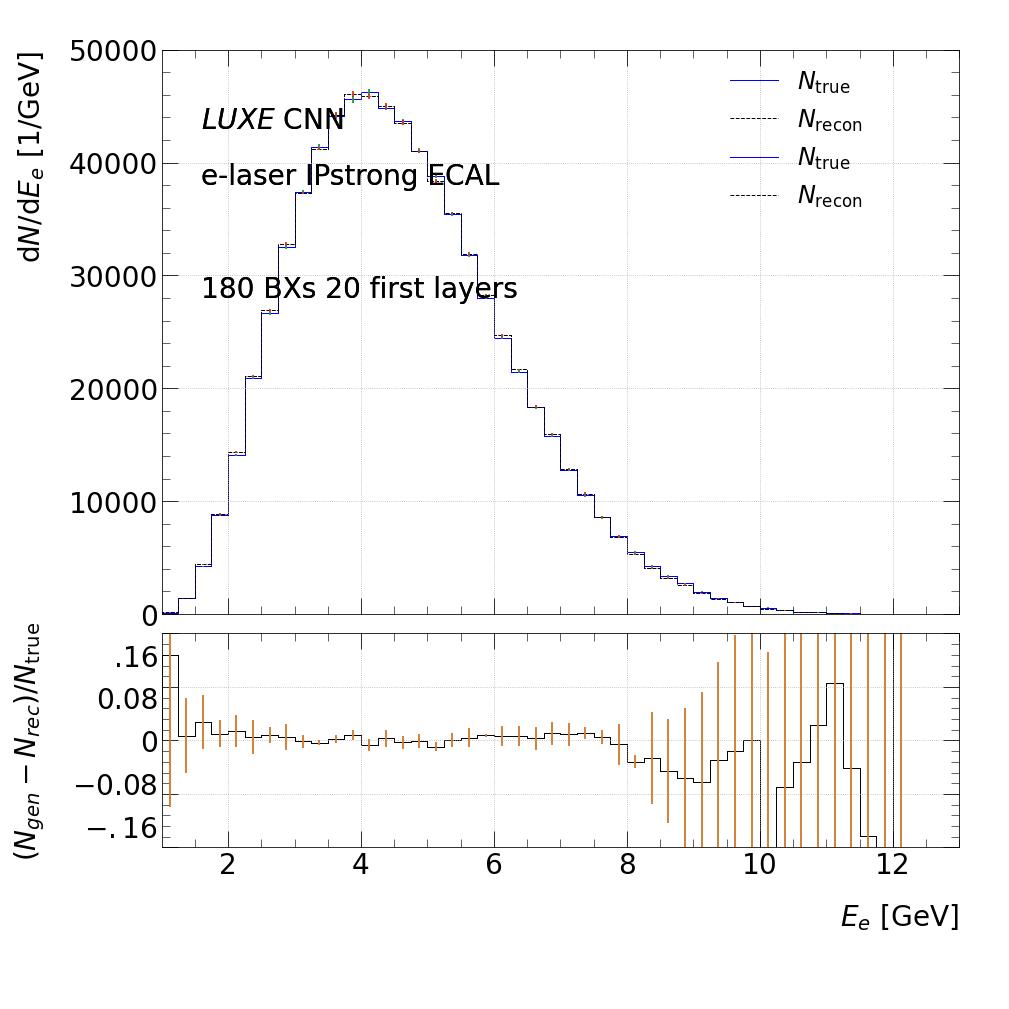 dN/dE_e [1/GeV]
50000
40000
30000
20000
10000
0
LUXE CNN
e-laser IPstrong ECAL
180 BXs 20 first layers
N_true
N_recon
N_true
N_recon
(N_gen − N_rec)/N_true
.16
0.08
0
−0.08
−.16
2 4 6 8 10 12
E_e [GeV]